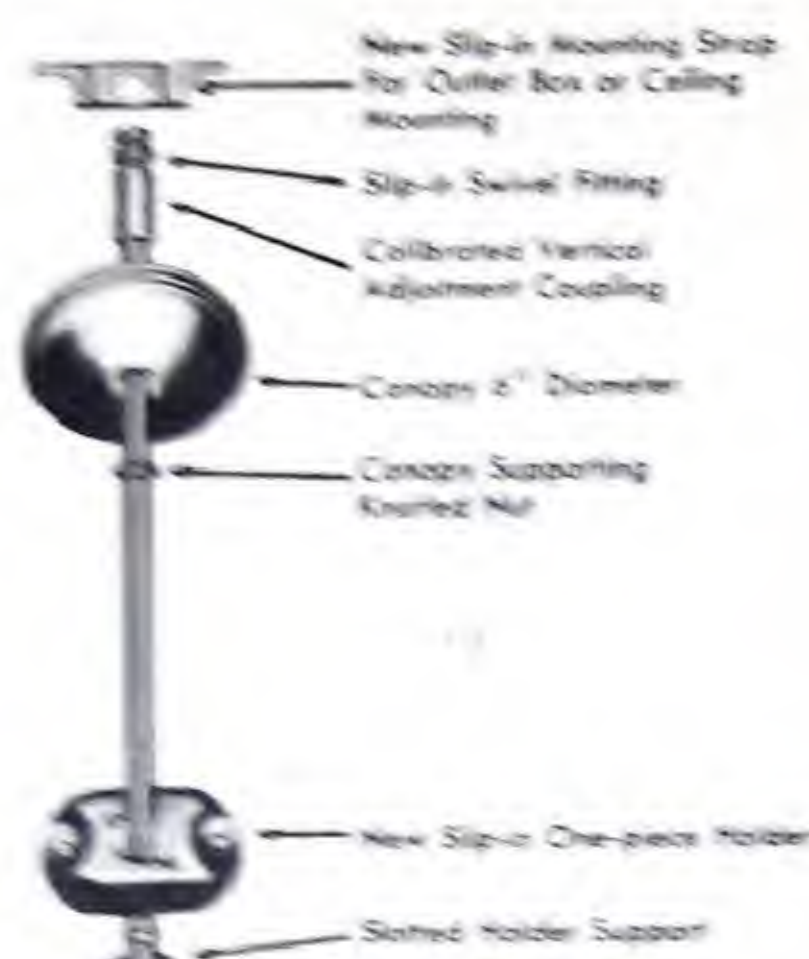 New Slip-in Mounting Strap
For Outlet Box or Ceiling
Mounting
Slip-in Swivel Fitting
Calibrated Vertical
Adjustment Coupling
Canopy 6" Diameter
Canopy Supporting
Knurled Nut
New Slip-in One-piece Holder
Slotted Holder Support